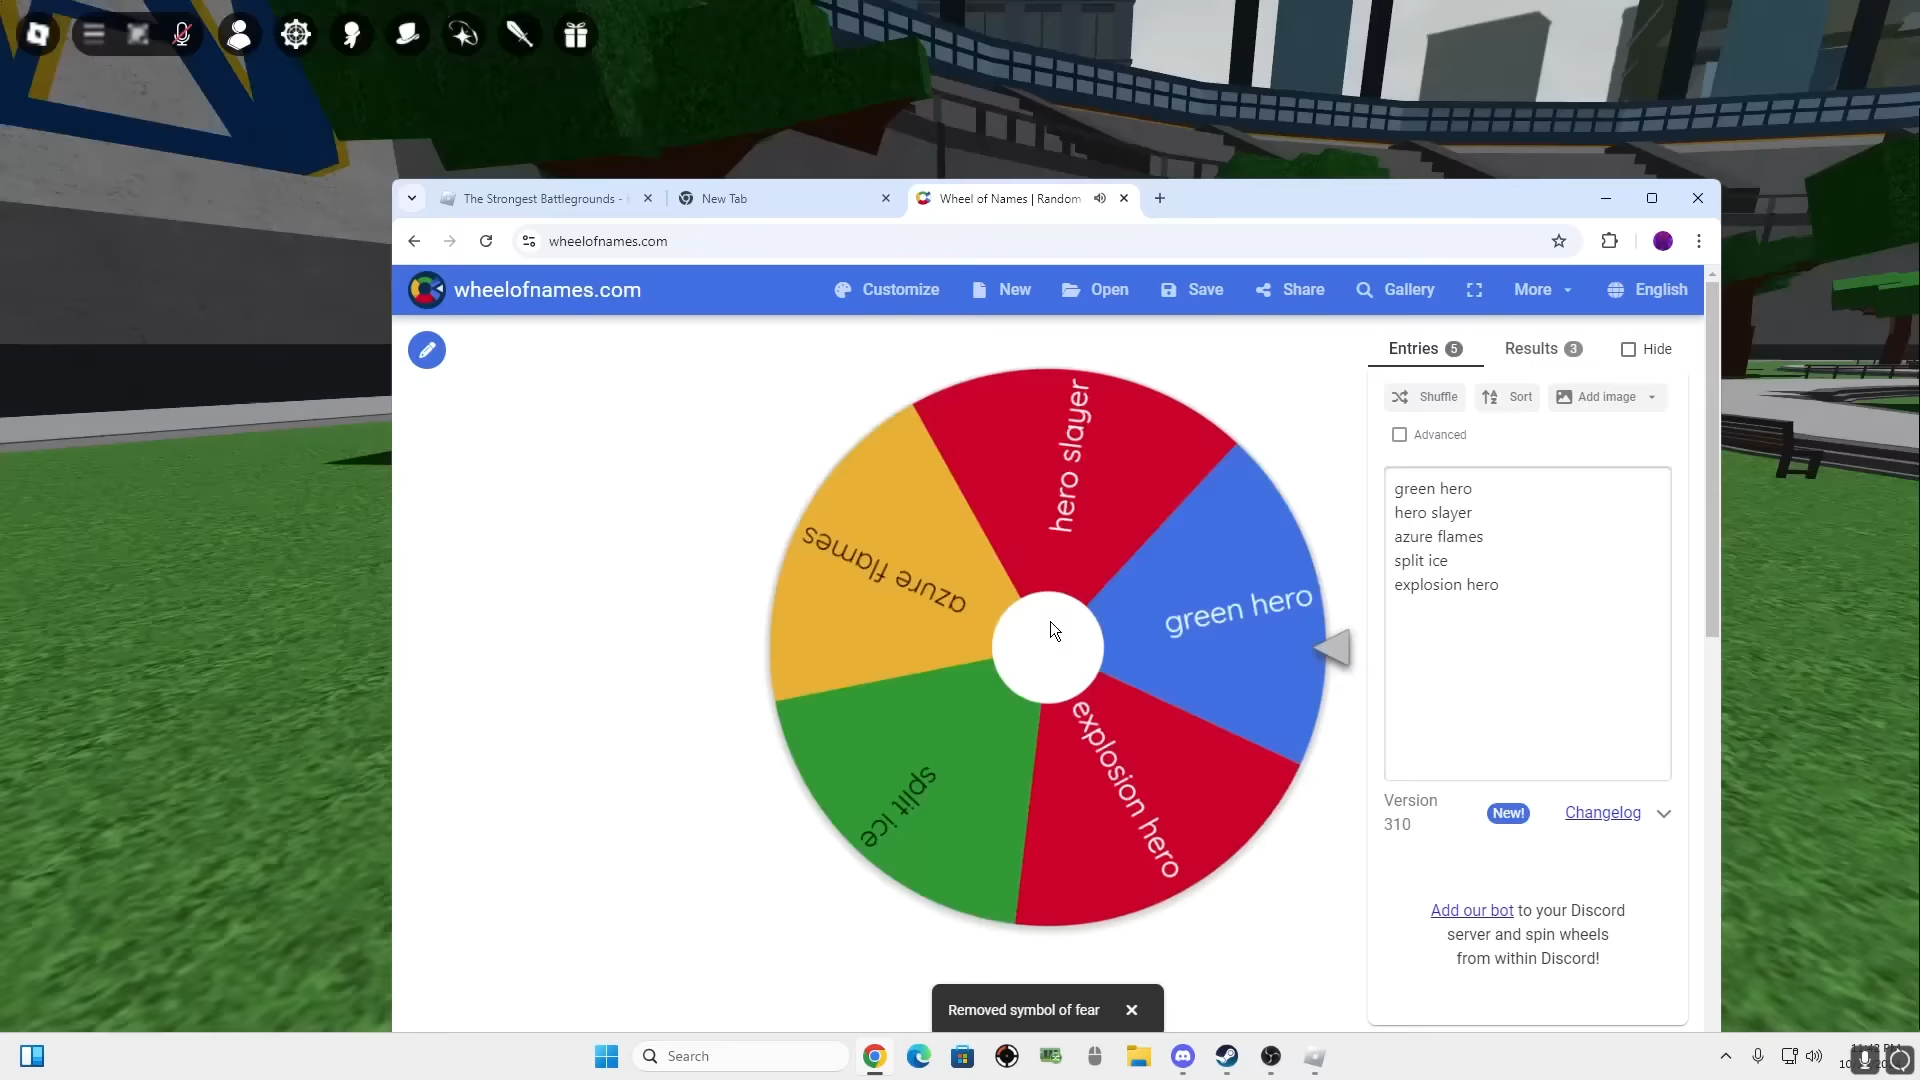 The Strongest Battlegrounds -
New Tab
Wheel of Names | Random
wheelofnames.com
wheelofnames.com
Customize
New
Open
Save
Share
Gallery
More
English
Entries 5
Results 3
Hide
Shuffle
Sort
Add image
Advanced
green hero
hero slayer
azure flames
split ice
explosion hero
hero slayer
green hero
azure flames
explosion hero
split ice
Version
310
New!
Changelog
Add our bot to your Discord
server and spin wheels
from within Discord!
Removed symbol of fear
Search